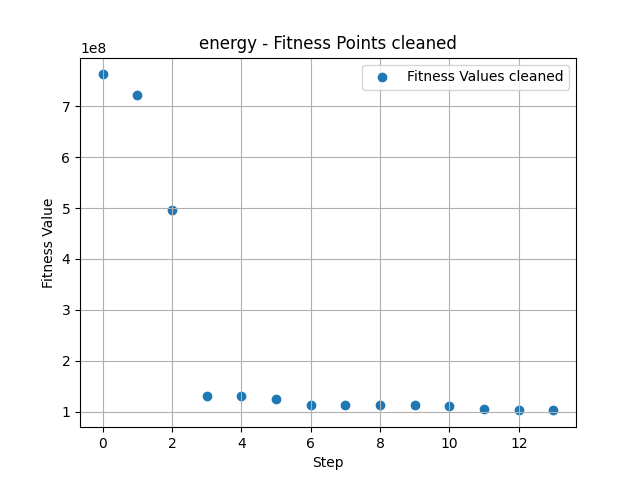 energy - Fitness Points cleaned
1e8
Fitness Values cleaned
7
6
5
4
3
2
1
Fitness Value
0 2 4 6 8 10 12
Step